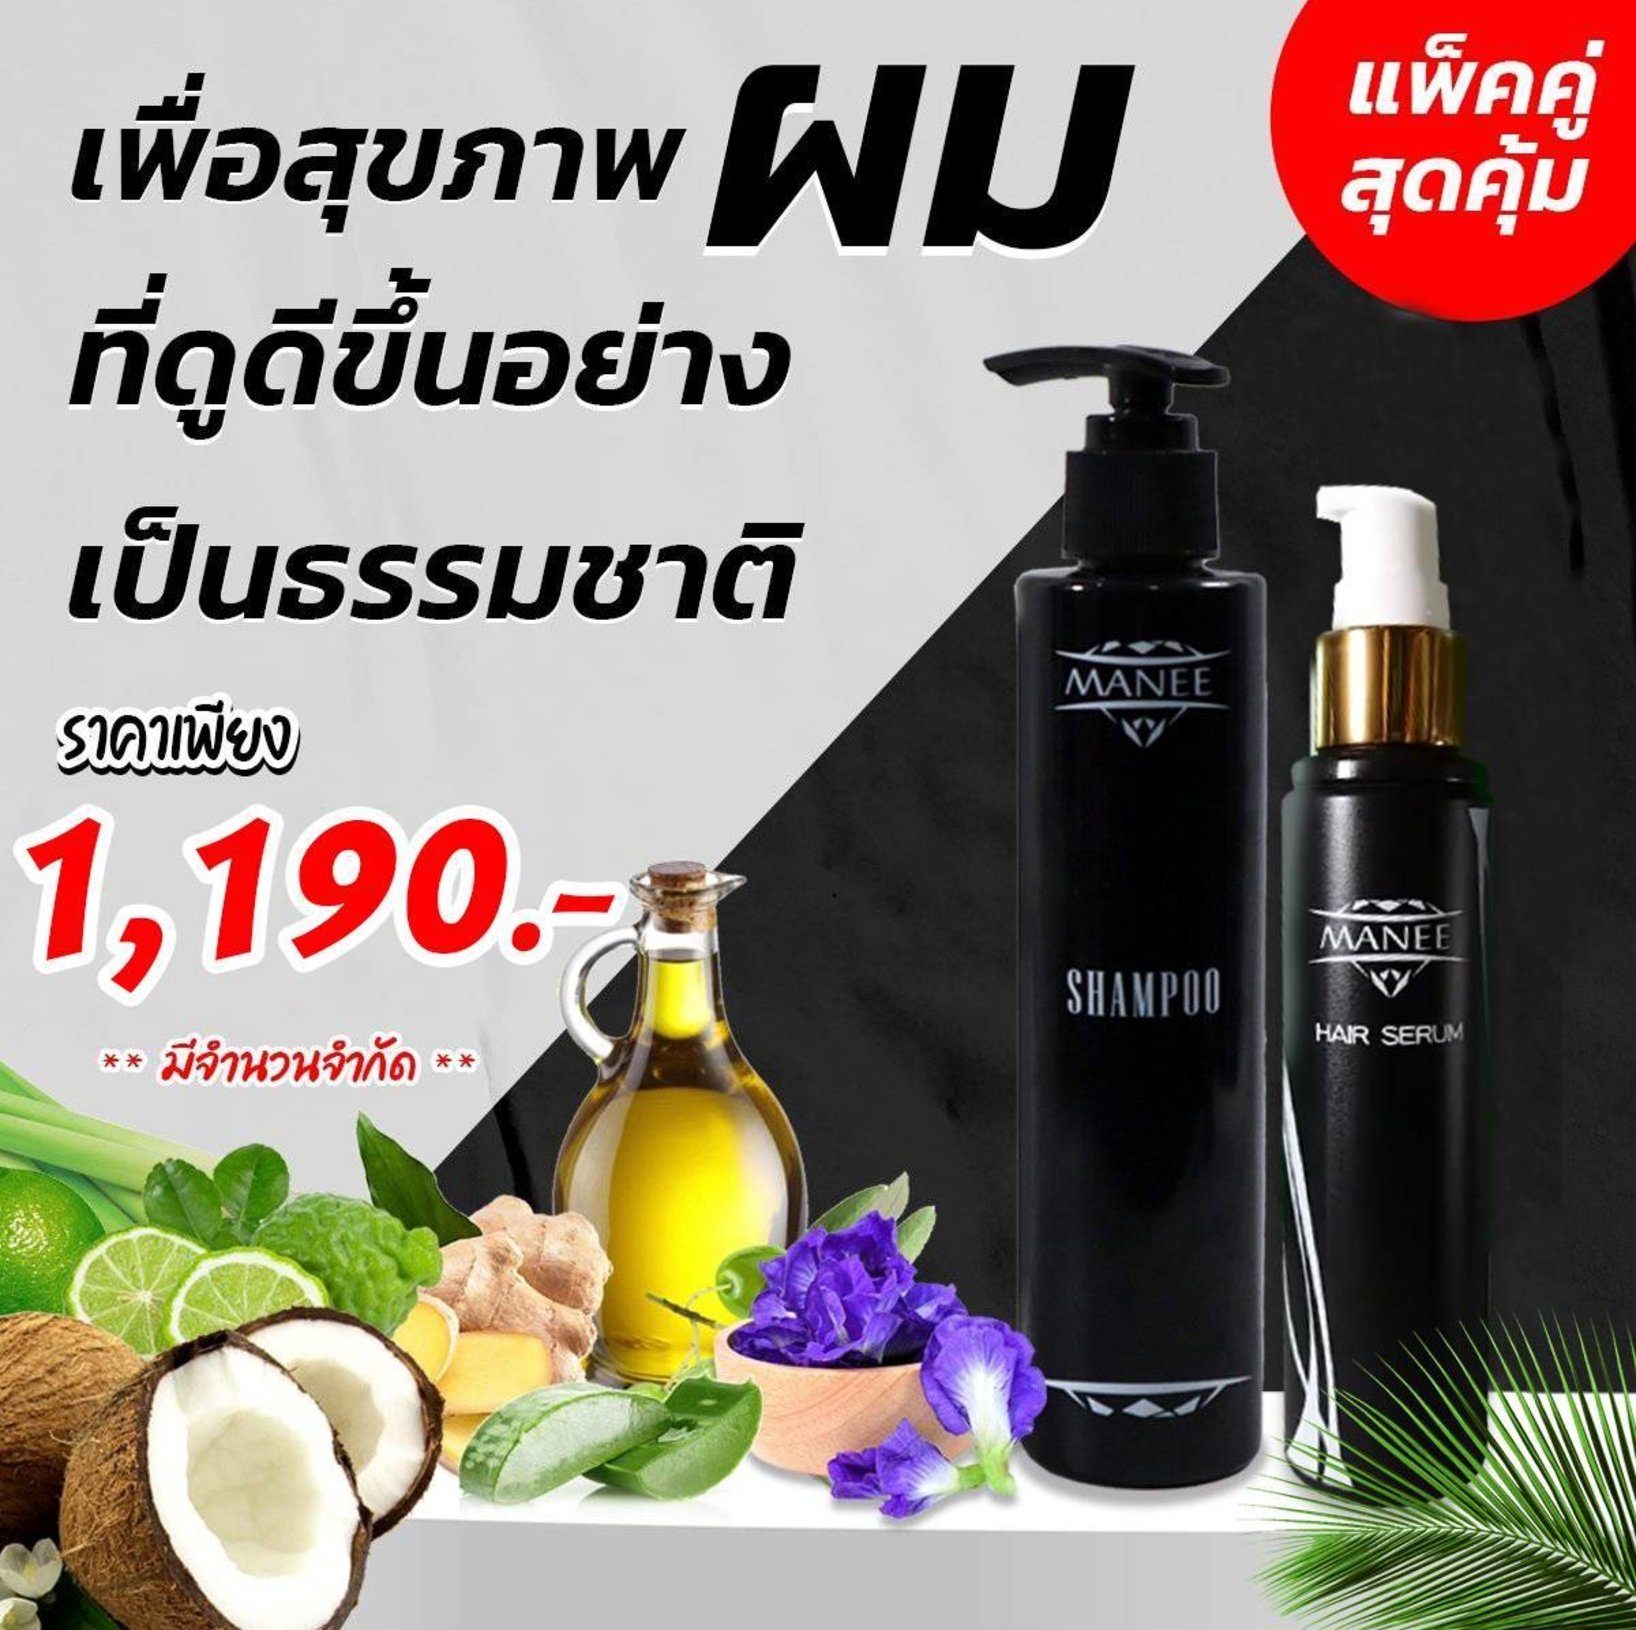 เพื่อสุขภาพ ผม
ที่ดูดีขึ้นอย่าง
เป็นธรรมชาติ
ราคาเพียง
1,190.-
** มีจำนวนจำกัด **
แพ็คคู่
สุดคุ้ม
MANEE
SHAMPOO
MANEE
HAIR SERUM